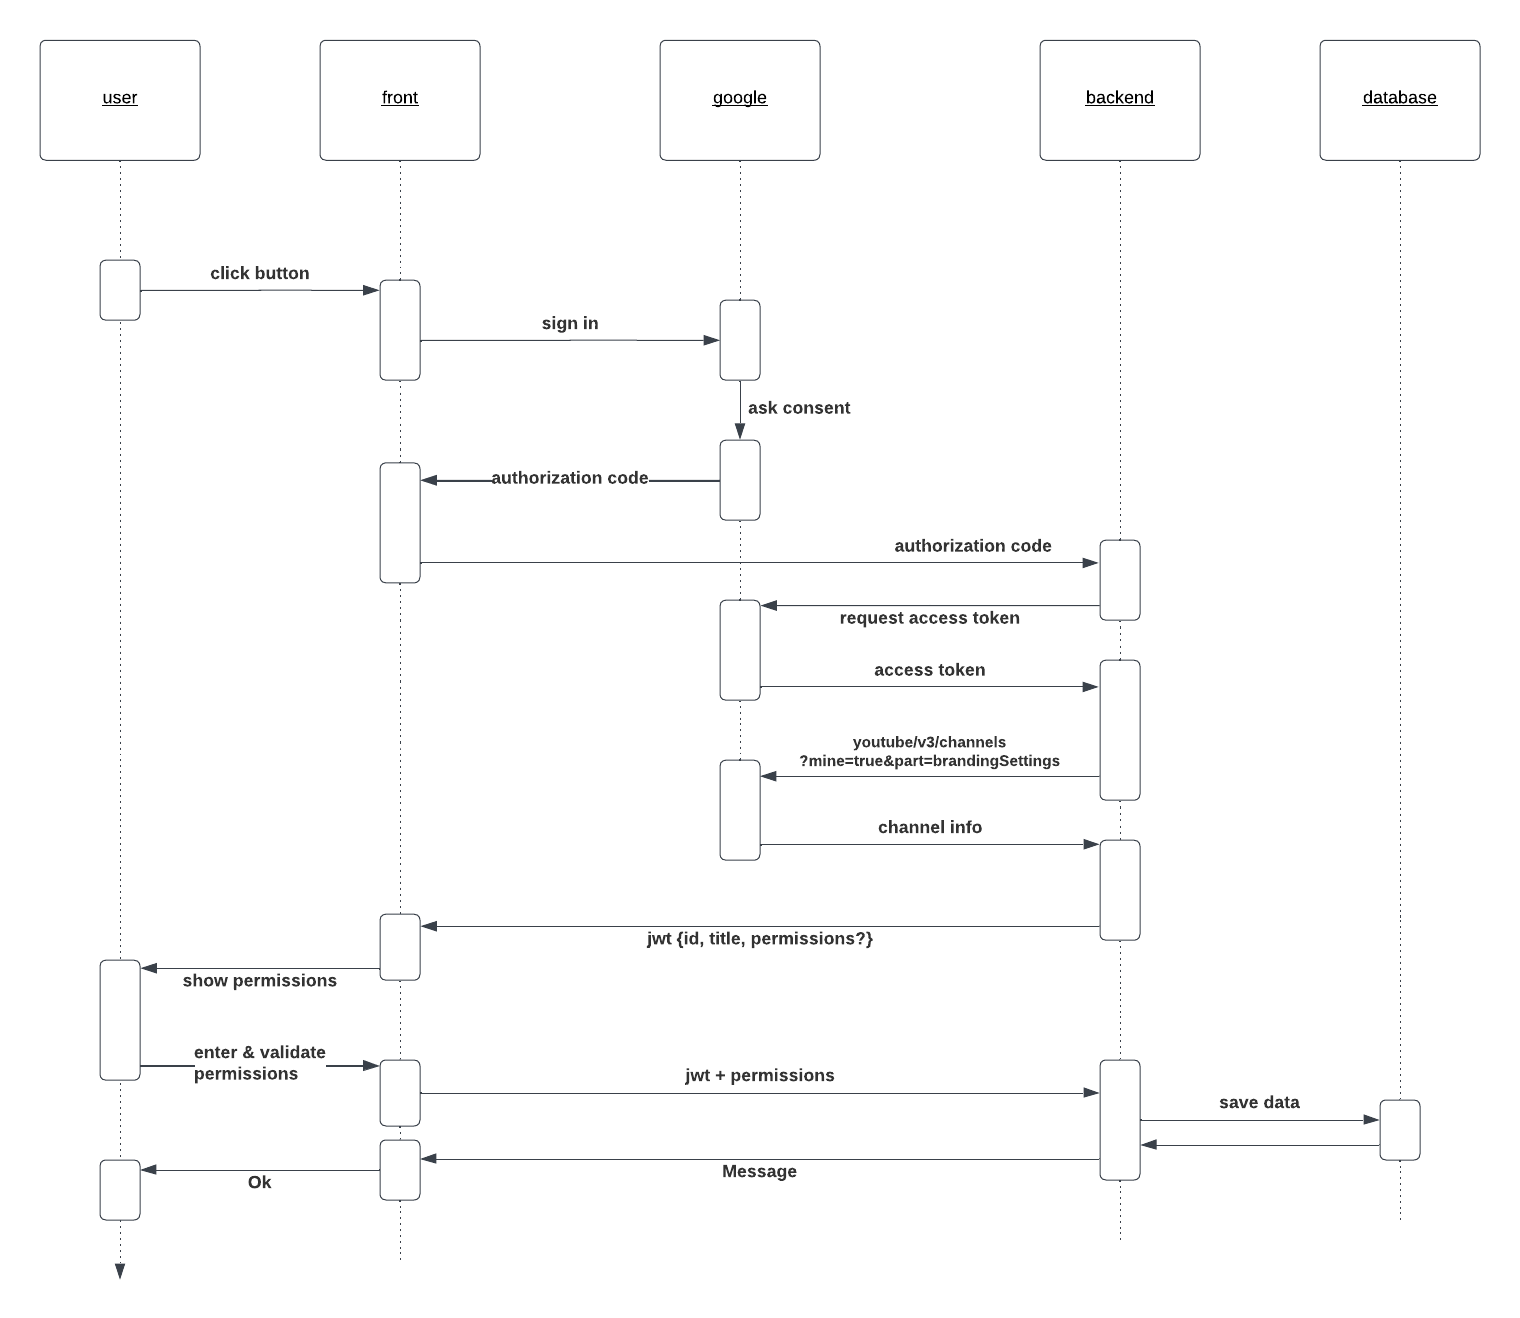 user
front
google
backend
database
click button
sign in
ask consent
authorization code
authorization code
request access token
access token
youtube/v3/channels
?mine=true&part=brandingSettings
channel info
jwt {id, title, permissions?}
show permissions
enter & validate
permissions
jwt + permissions
save data
Message
Ok